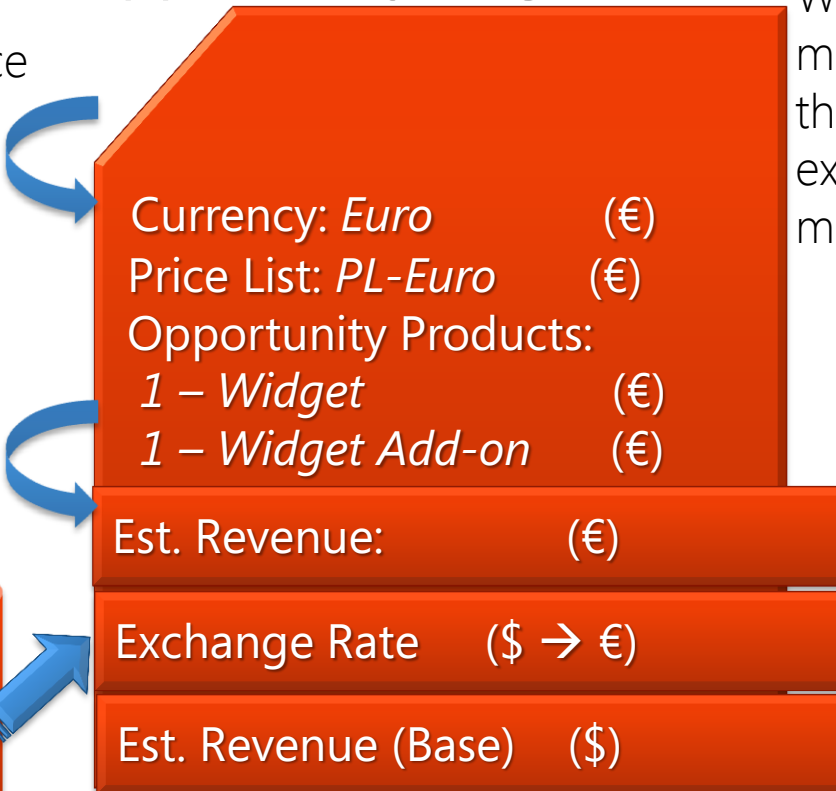 Currency: Euro (€)
Price List: PL-Euro (€)
Opportunity Products:
1 – Widget (€)
1 – Widget Add-on (€)
Est. Revenue: (€)
Exchange Rate ($ → €)
Est. Revenue (Base) ($)